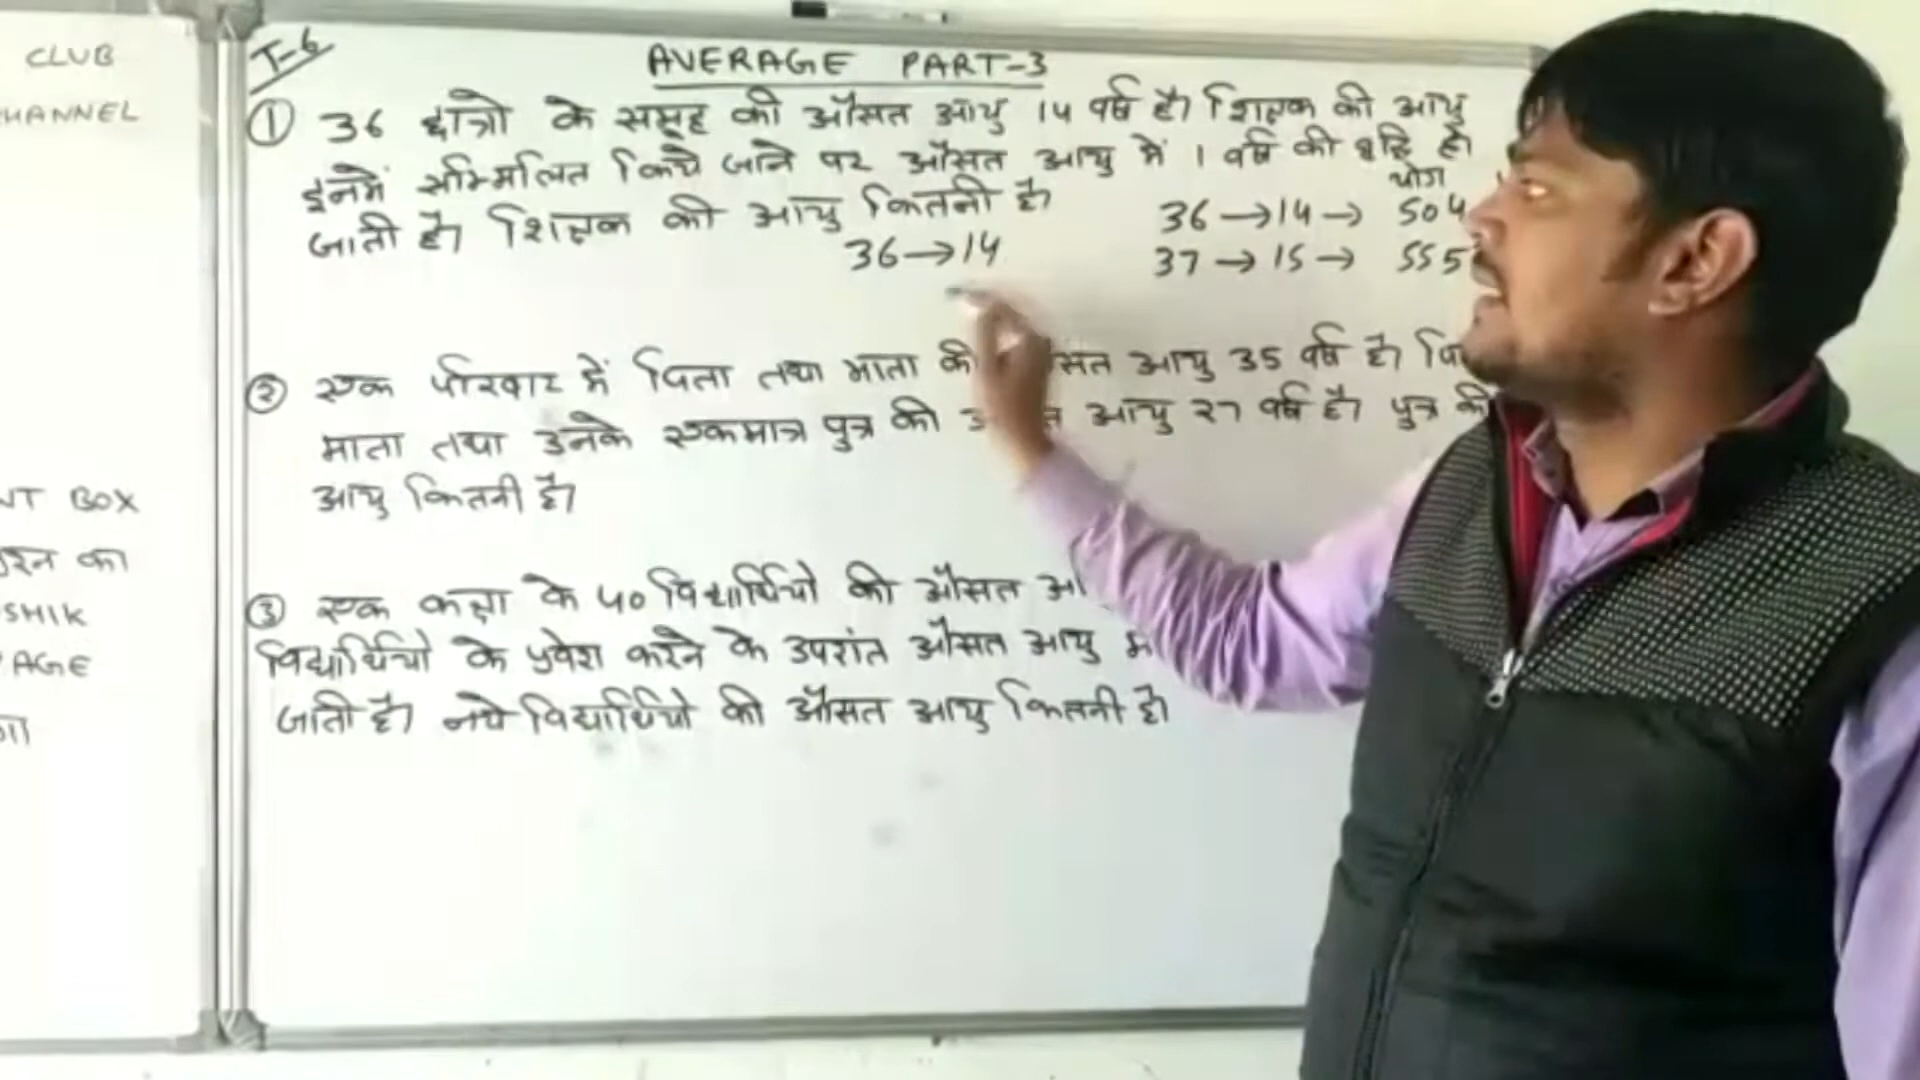 CLUB
HANNEL
NT BOX
का
SHIK
AGE
T-6
AVERAGE PART-3
① 36 छात्रो के समूह की औसत आयु 14 वर्ष है। शिक्षक की आयु
इनमें सम्मिलित किये जाने पर औसत आयु में 1 वर्ष की वृद्धि हो
जाती है। शिक्षक की आयु कितनी है।
योग
36→14→ 504
37→15→ 555
36→14
② एक परिवार में पिता तथा माता की औसत आयु 35 वर्ष है।
माता तथा उनके एकमात्र पुत्र की आयु 27 वर्ष है। पुत्र की
आयु कितनी है।
③ एक कक्षा के 40 विद्यार्थियो की औसत
विद्यार्थियो के प्रवेश करने के उपरांत औसत आयु
जाती है। नये विद्यार्थियो की औसत आयु कितनी है।